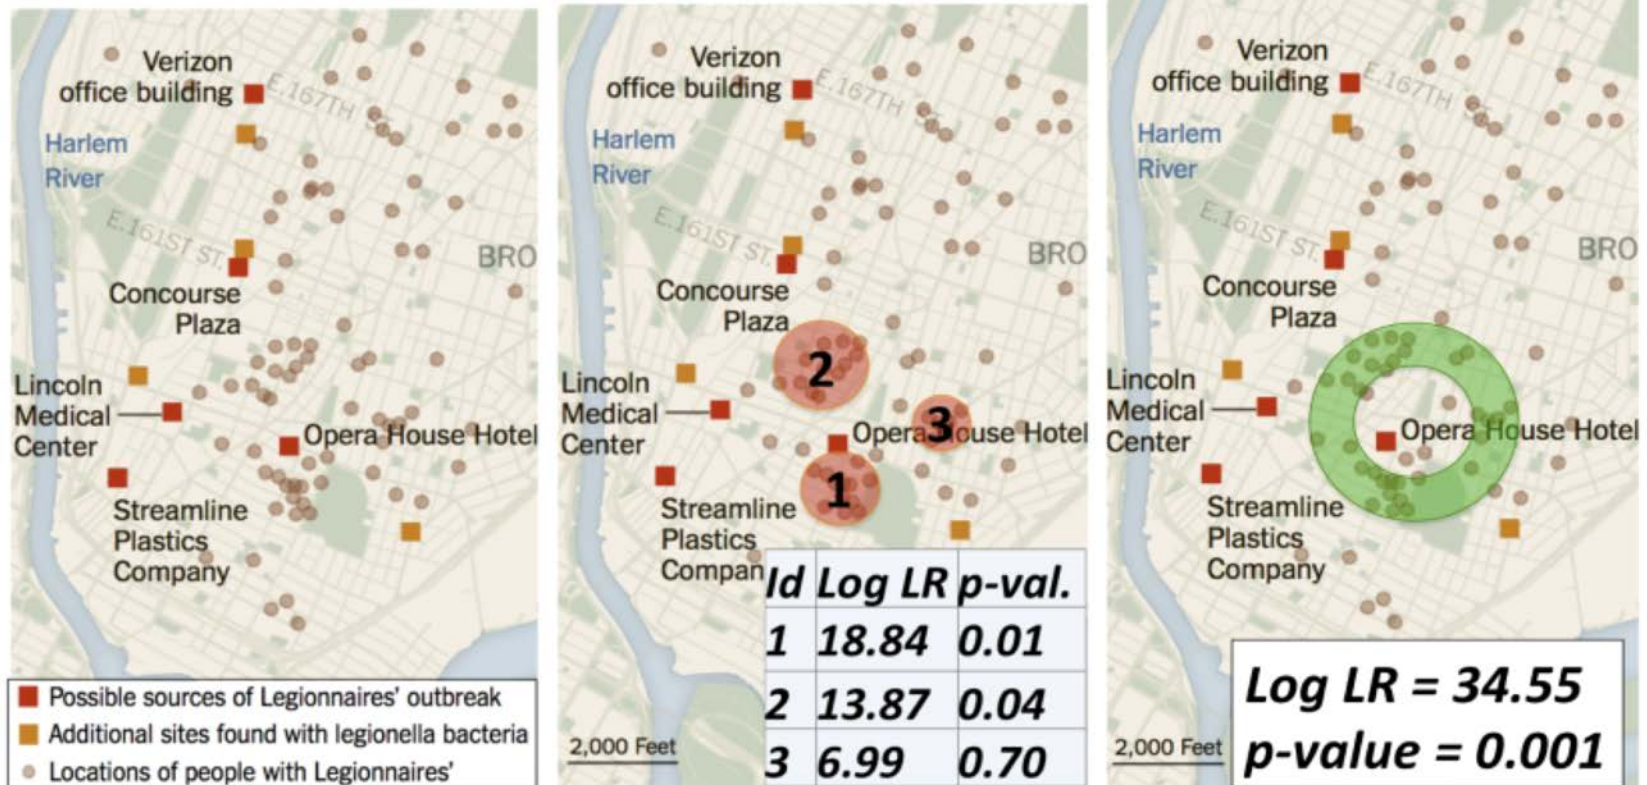 Verizon
office building
E. 167TH ST.
Harlem
River
E.161ST ST.
BRO
Concourse
Plaza
Lincoln
Medical
Center
Opera House Hotel
Streamline
Plastics
Company
Possible sources of Legionnaires' outbreak
Additional sites found with legionella bacteria
Locations of people with Legionnaires'
Verizon
office building
E. 167TH
Harlem
River
E.161ST ST.
BRO
Concourse
Plaza
2
Lincoln
Medical
Center
3
Opera House Hotel
1
Streamline
Plastics
Compan
Id Log LR p-val.
1 18.84 0.01
2 13.87 0.04
3 6.99 0.70
2,000 Feet
Verizon
office building
E. 167TH
Harlem
River
E.161ST ST.
BRO
Concourse
Plaza
Lincoln
Medical
Center
Opera House Hotel
Streamline
Plastics
Company
Log LR = 34.55
p-value = 0.001
2,000 Feet